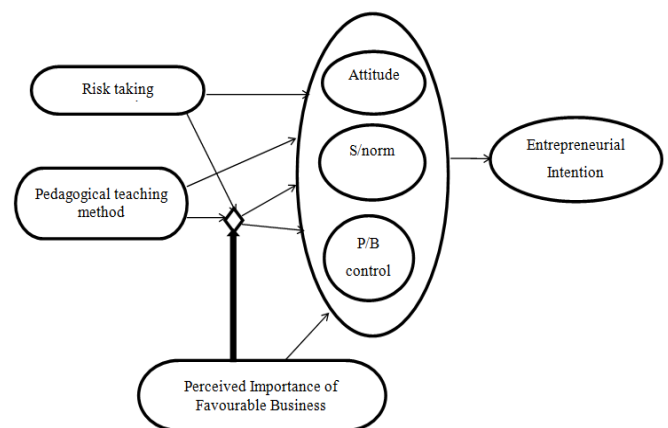 Attitude
Risk taking
S/norm
Entrepreneurial
Intention
Pedagogical teaching
method
P/B
control
Perceived Importance of
Favourable Business